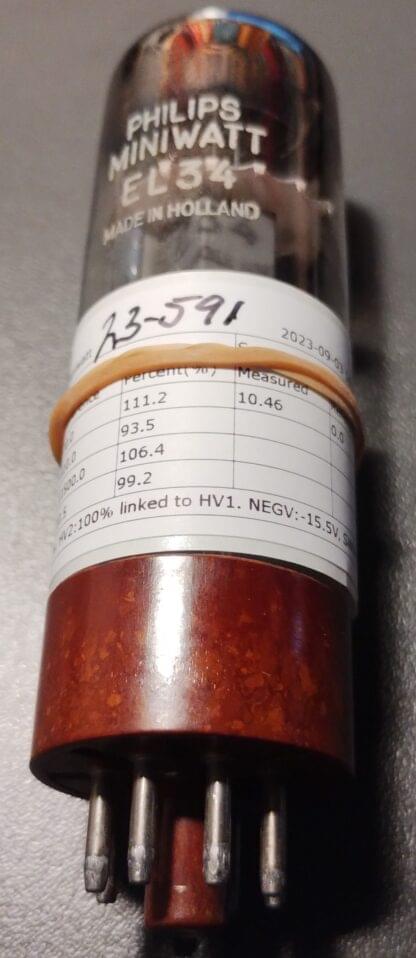 PHILIPS
MINIWATT
EL34
MADE IN HOLLAND
23-591
2023-09-03
Percent(%) Measured
111.2 10.46 0.0
93.5
106.4
99.2
HV2:100% linked to HV1. NEGV:-15.5V,